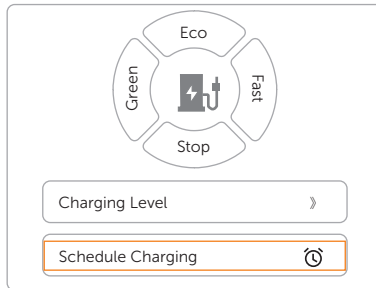 Eco
Green
Fast
Stop
Charging Level
Schedule Charging